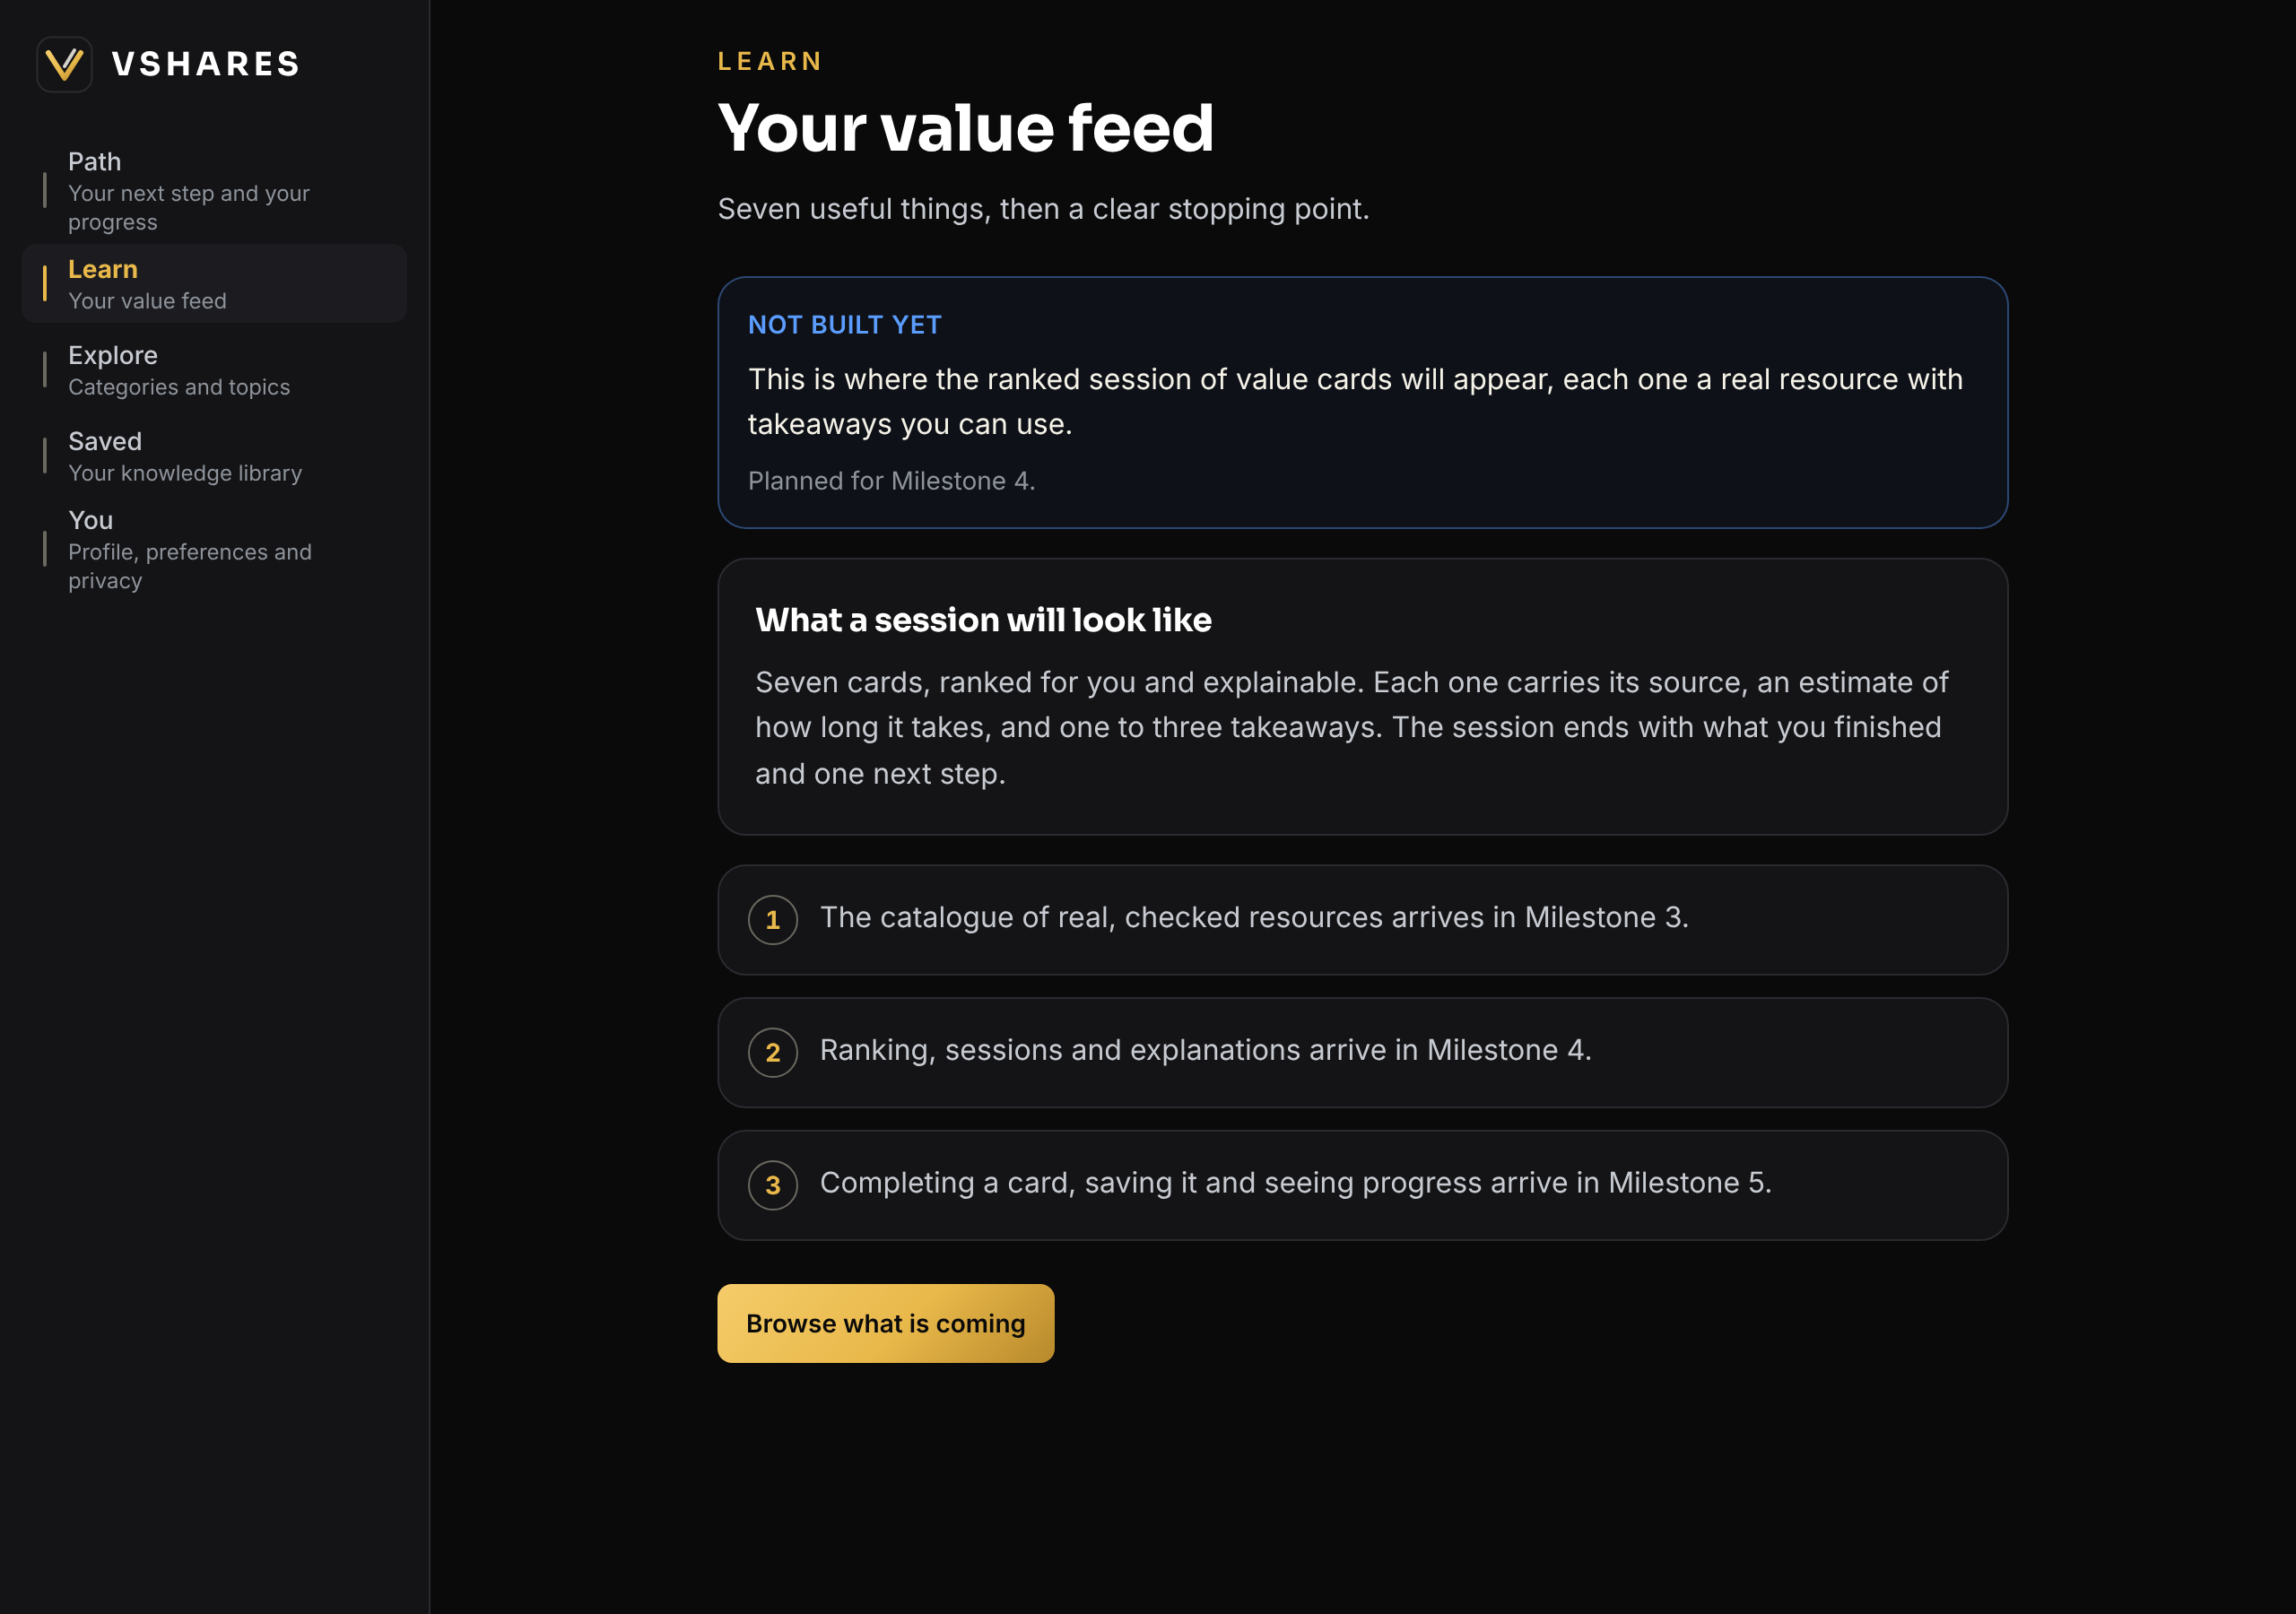 VSHARES
Path
Your next step and your
progress
Learn
Your value feed
Explore
Categories and topics
Saved
Your knowledge library
You
Profile, preferences and
privacy
LEARN
Your value feed
Seven useful things, then a clear stopping point.
NOT BUILT YET
This is where the ranked session of value cards will appear, each one a real resource with
takeaways you can use.
Planned for Milestone 4.
What a session will look like
Seven cards, ranked for you and explainable. Each one carries its source, an estimate of
how long it takes, and one to three takeaways. The session ends with what you finished
and one next step.
1 The catalogue of real, checked resources arrives in Milestone 3.
2 Ranking, sessions and explanations arrive in Milestone 4.
3 Completing a card, saving it and seeing progress arrive in Milestone 5.
Browse what is coming